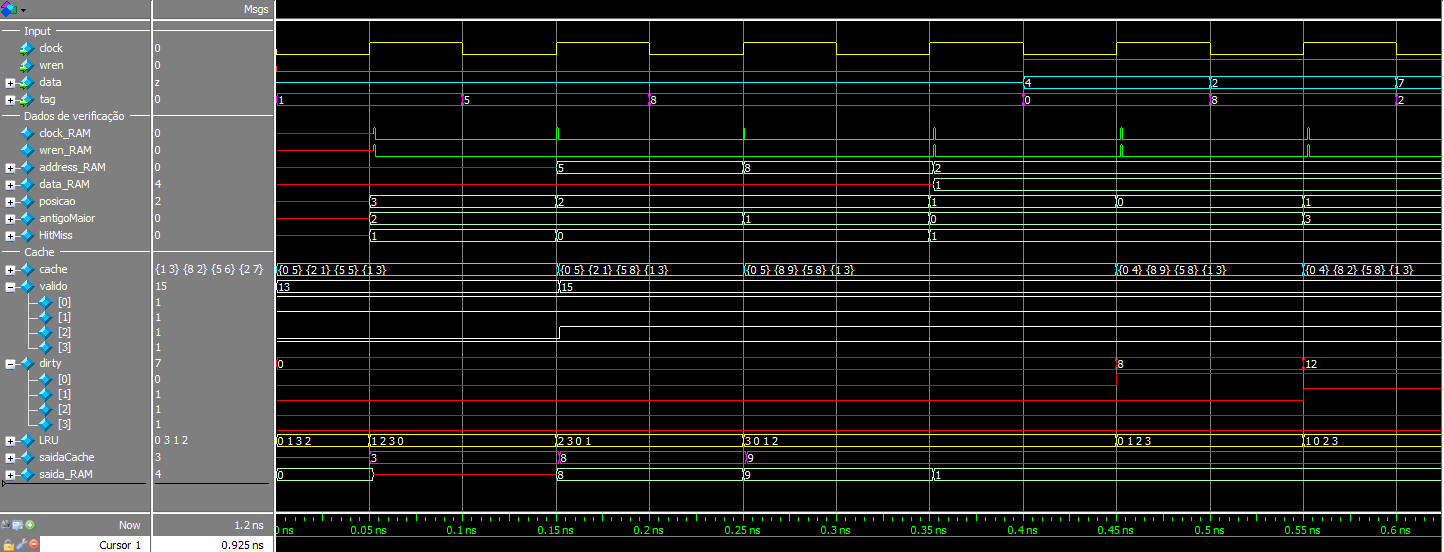 Msgs
Input
clock 0
wren 0
data z 4 2 7
tag 0 1 5 8 0 8 2
Dados de verificação
clock_RAM 0
wren_RAM 0
address_RAM 0 5 8 2
data_RAM 4 1
posicao 2 3 2 1 0 1
antigoMaior 0 2 1 0 3
HitMiss 0 1 0 1
Cache
cache {1 3} {8 2} {5 6} {2 7} {0 5} {2 1} {5 5} {1 3} {0 5} {2 1} {5 8} {1 3} {0 5} {8 9} {5 8} {1 3} {0 4} {8 9} {5 8} {1 3} {0 4} {8 2} {5 8} {1 3}
valido 15 13 15
[0] 1
[1] 1
[2] 1
[3] 1
dirty 7 0 8 12
[0] 0
[1] 1
[2] 1
[3] 1
LRU 0 3 1 2 0 1 3 2 1 2 3 0 2 3 0 1 3 0 1 2 0 1 2 3 1 0 2 3
saidaCache 3 3 8 9
saida_RAM 4 0 8 9 1
Now 1.2 ns ns 0.05 ns 0.1 ns 0.15 ns 0.2 ns 0.25 ns 0.3 ns 0.35 ns 0.4 ns 0.45 ns 0.5 ns 0.55 ns 0.6 ns
Cursor 1 0.925 ns